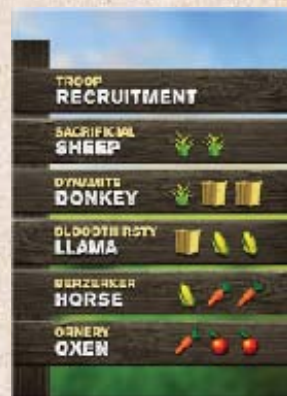 TROOP
RECRUITMENT
SACRIFICIAL
SHEEP
DYNAMITE
DONKEY
BLOODTHIRSTY
LLAMA
BERZERKER
HORSE
ORNERY
OXEN